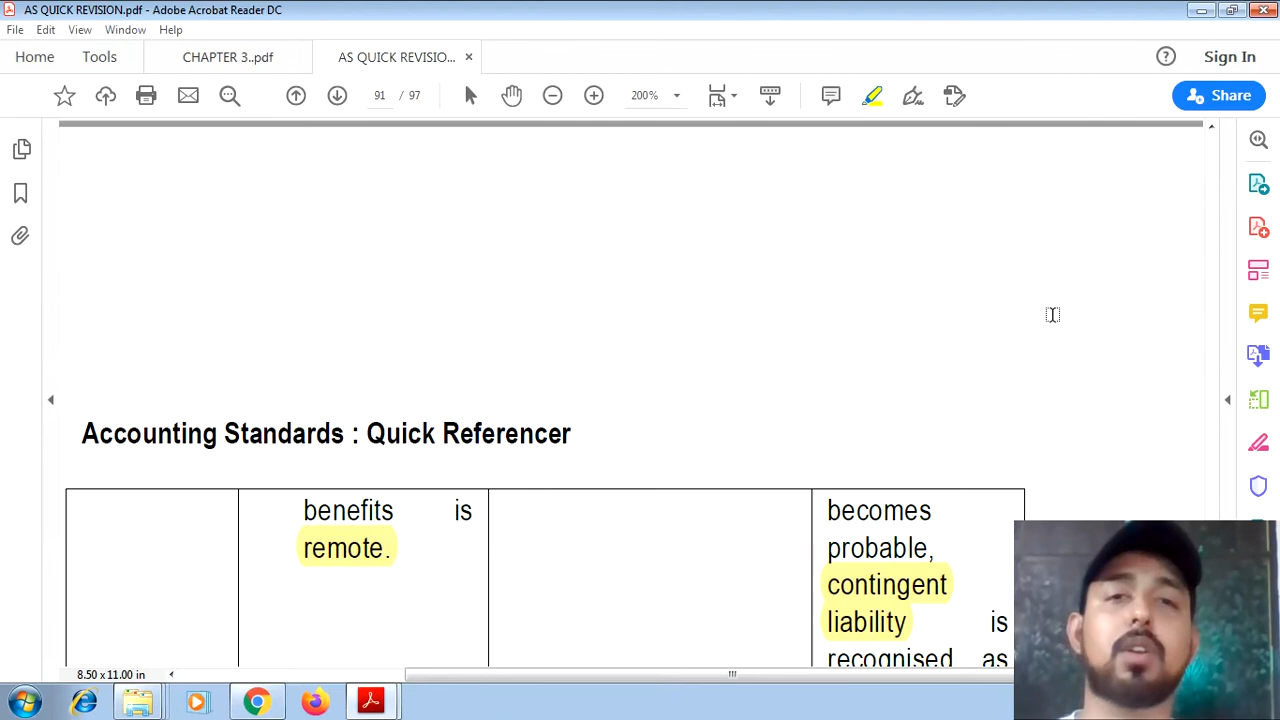 AS QUICK REVISION.pdf - Adobe Acrobat Reader DC
File Edit View Window Help
Home Tools CHAPTER 3..pdf AS QUICK REVISIO... × Sign In
91 / 97 200% Share
Accounting Standards : Quick Referencer
benefits is
remote.
becomes
probable,
contingent
liability is
recognised as
8.50 x 11.00 in